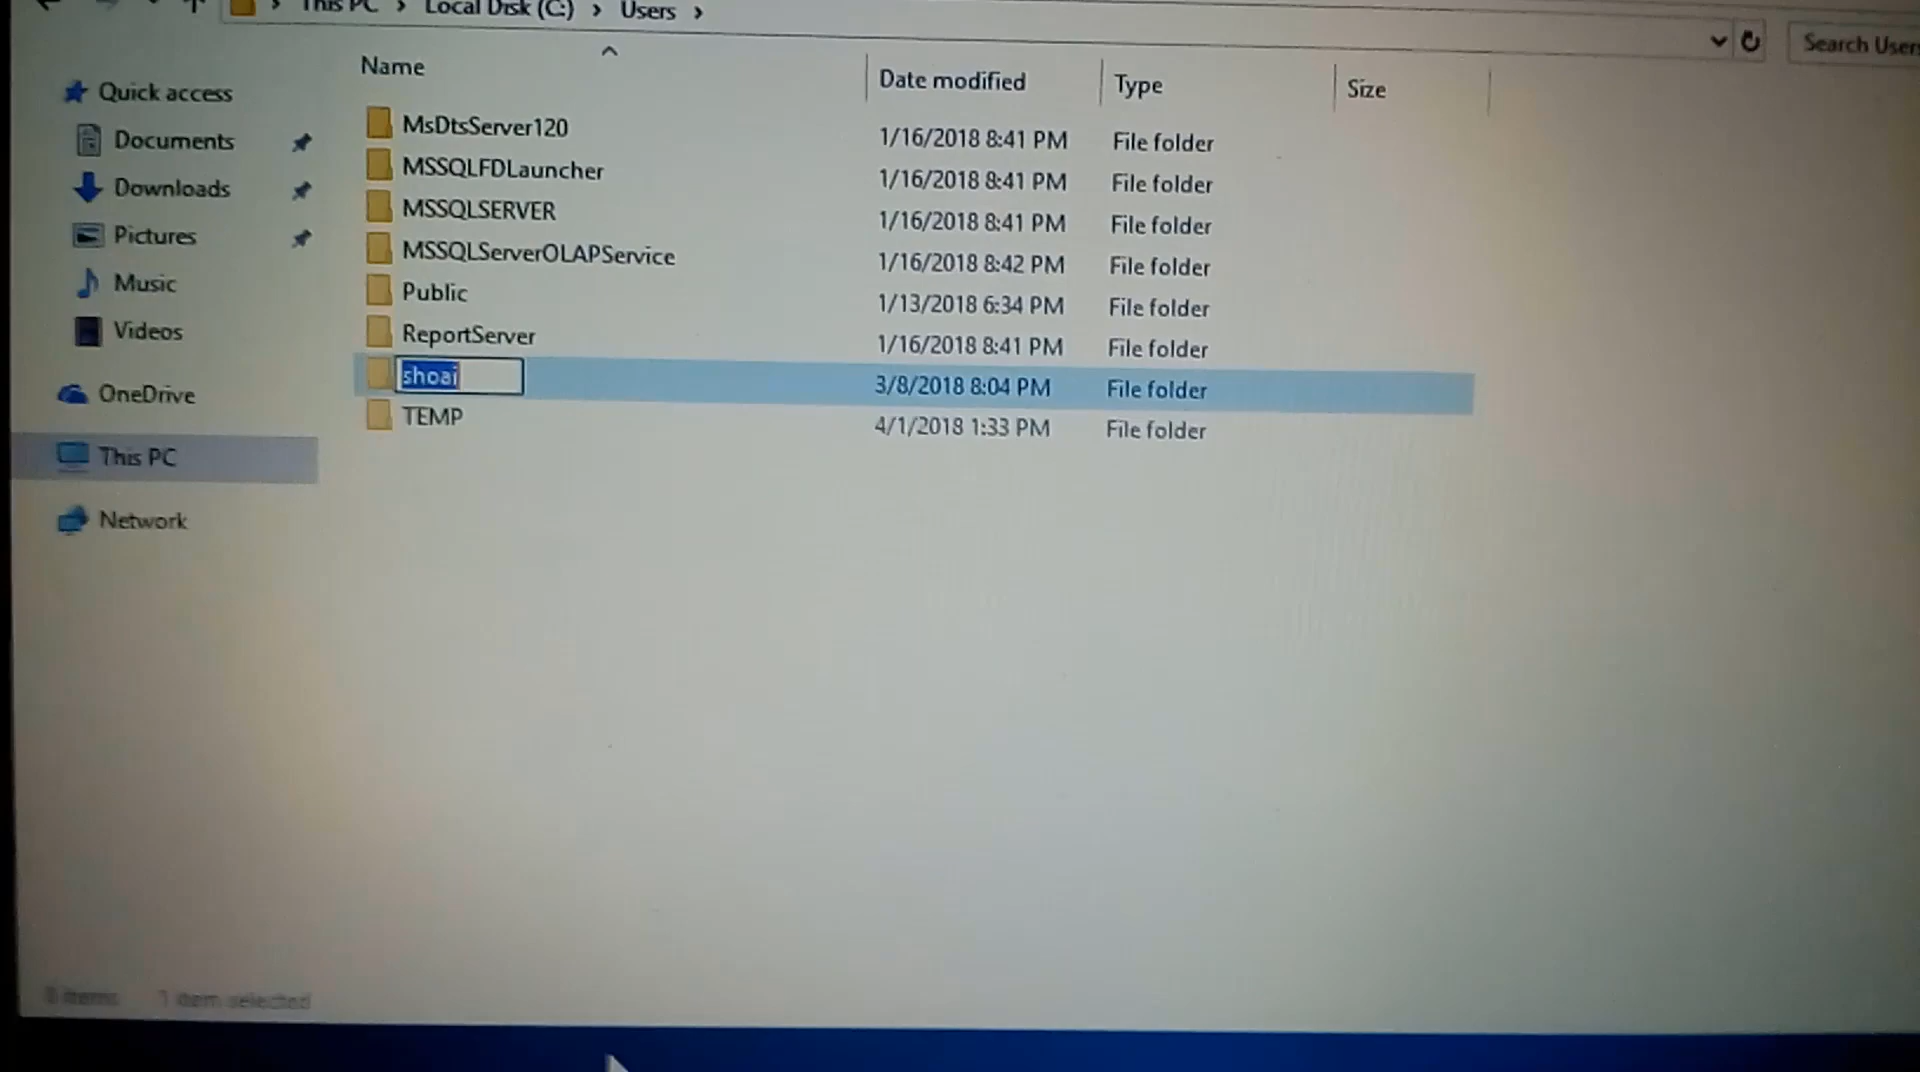 This PC > Local Disk (C:) > Users >
Search Users
Name Date modified Type Size
Quick access
Documents
Downloads
Pictures
Music
Videos
OneDrive
This PC
Network
MsDtsServer120 1/16/2018 8:41 PM File folder
MSSQLFDLauncher 1/16/2018 8:41 PM File folder
MSSQLSERVER 1/16/2018 8:41 PM File folder
MSSQLServerOLAPService 1/16/2018 8:42 PM File folder
Public 1/13/2018 6:34 PM File folder
ReportServer 1/16/2018 8:41 PM File folder
shoai 3/8/2018 8:04 PM File folder
TEMP 4/1/2018 1:33 PM File folder
8 items 1 item selected